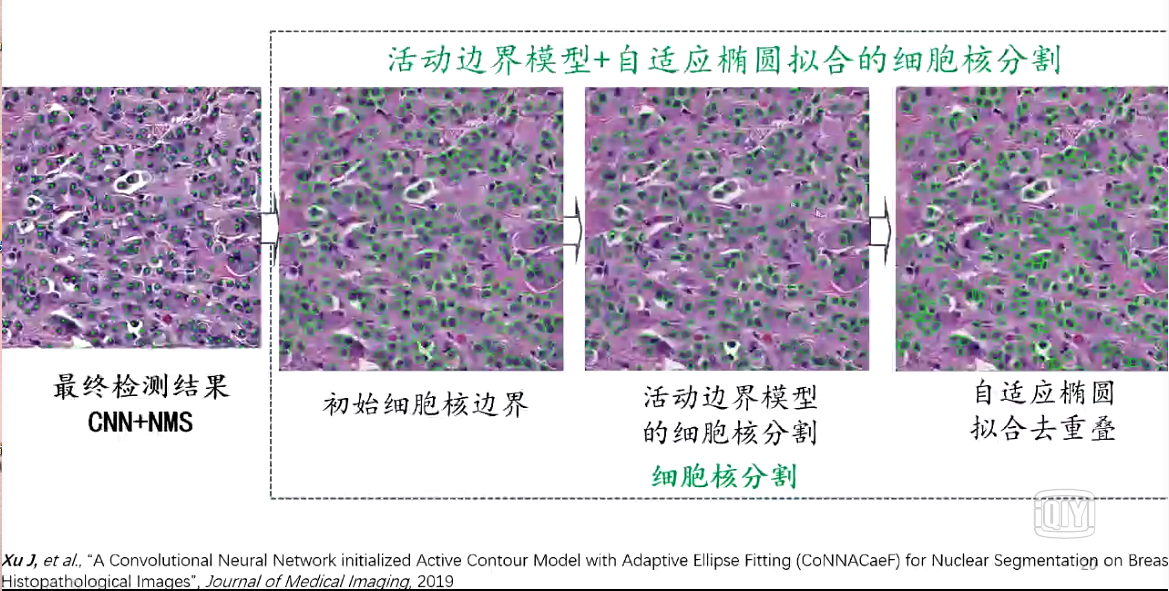 活动边界模型+自适应椭圆拟合的细胞核分割
最终检测结果
CNN+NMS
初始细胞核边界
活动边界模型
的细胞核分割
自适应椭圆
拟合去重叠
细胞核分割
iQIYI
20
Xu J, et al., “A Convolutional Neural Network initialized Active Contour Model with Adaptive Ellipse Fitting (CoNNACaeF) for Nuclear Segmentation on Breas
Histopathological Images”, Journal of Medical Imaging, 2019